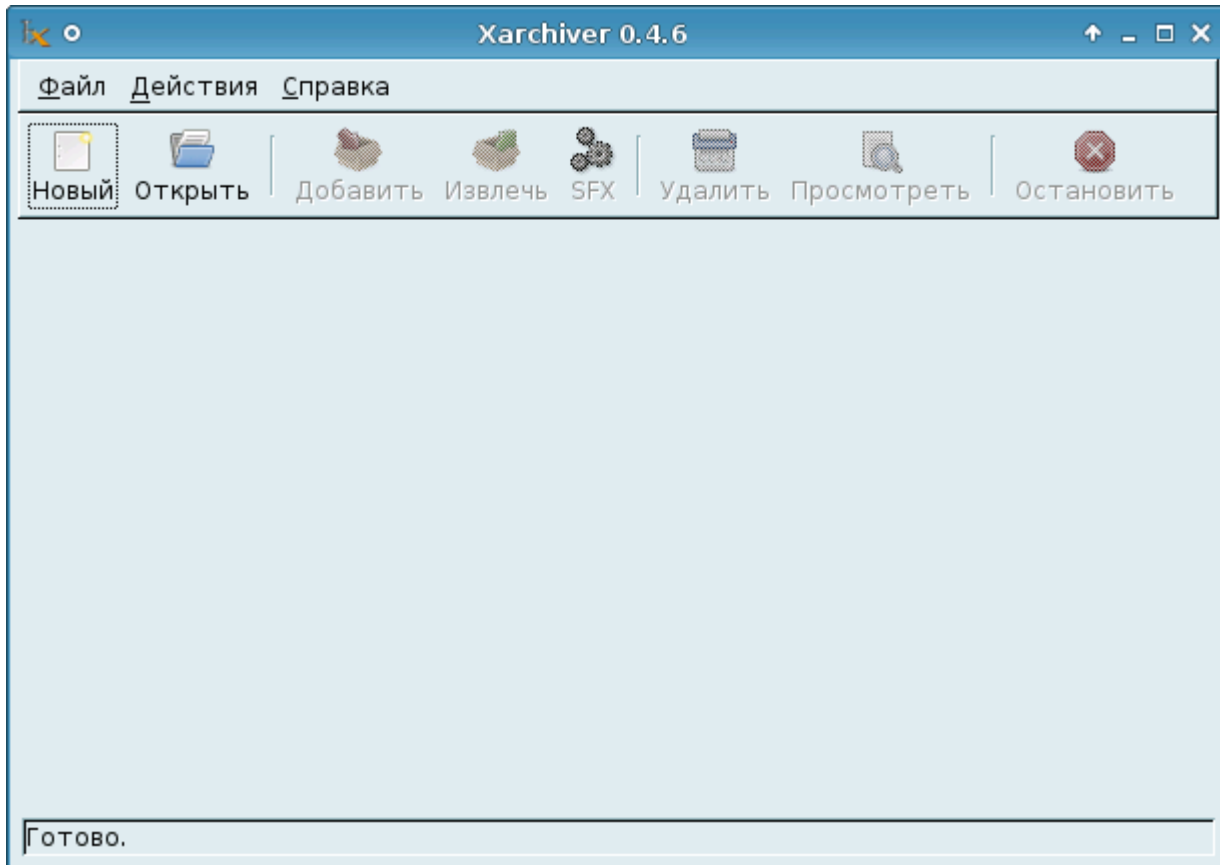 Xarchiver 0.4.6
Файл Действия Справка
Новый Открыть Добавить Извлечь SFX Удалить Просмотреть Остановить
Готово.